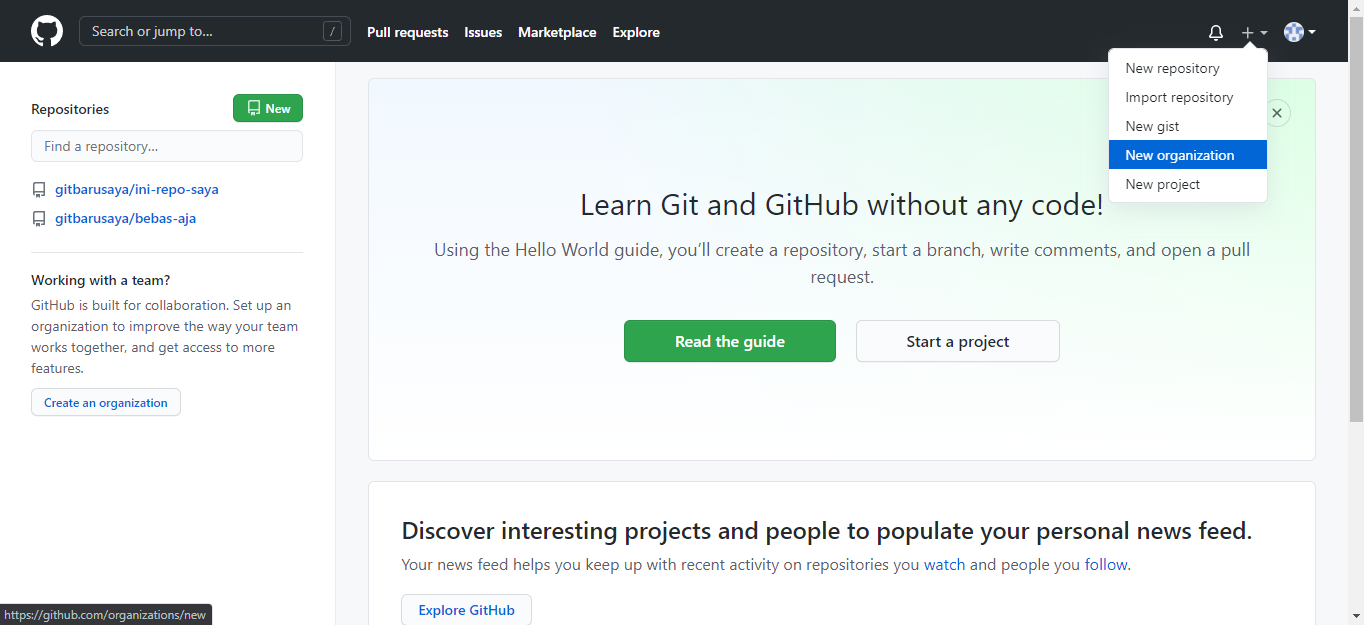 Search or jump to...
/
Pull requests
Issues
Marketplace
Explore
New repository
Import repository
New gist
New organization
New project
Repositories
New
Find a repository...
gitbarusaya/ini-repo-saya
gitbarusaya/bebas-aja
Working with a team?
GitHub is built for collaboration. Set up an
organization to improve the way your team
works together, and get access to more
features.
Create an organization
Learn Git and GitHub without any code!
Using the Hello World guide, you’ll create a repository, start a branch, write comments, and open a pull
request.
Read the guide
Start a project
Discover interesting projects and people to populate your personal news feed.
Your news feed helps you keep up with recent activity on repositories you watch and people you follow.
Explore GitHub
https://github.com/organizations/new